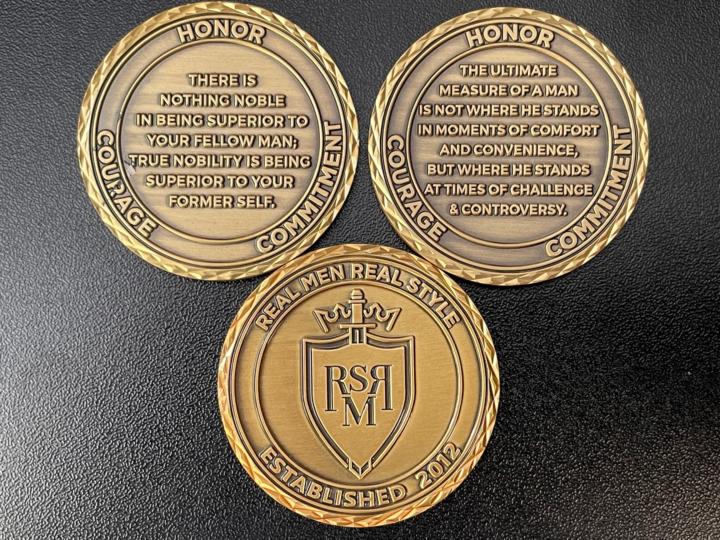 HONOR
THERE IS
NOTHING NOBLE
IN BEING SUPERIOR TO
YOUR FELLOW MAN;
TRUE NOBILITY IS BEING
SUPERIOR TO YOUR
FORMER SELF.
COURAGE
COMMITMENT
HONOR
THE ULTIMATE
MEASURE OF A MAN
IS NOT WHERE HE STANDS
IN MOMENTS OF COMFORT
AND CONVENIENCE,
BUT WHERE HE STANDS
AT TIMES OF CHALLENGE
& CONTROVERSY.
COURAGE
COMMITMENT
REAL MEN REAL STYLE
RSR
M
ESTABLISHED 2012